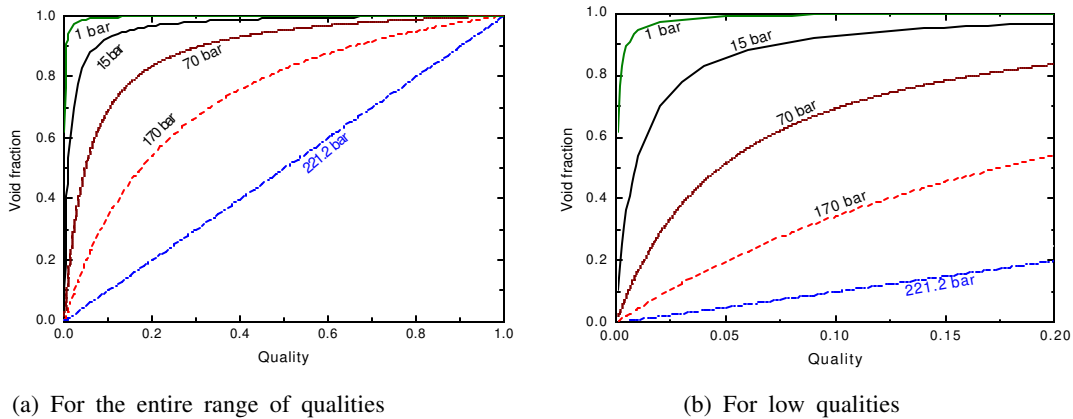 1.0
0.8
0.6
0.4
0.2
0.0
Void fraction
1 bar
15 bar
70 bar
170 bar
221.2 bar
0.0 0.2 0.4 0.6 0.8 1.0
Quality
(a) For the entire range of qualities
1.0
0.8
0.6
0.4
0.2
0.0
Void fraction
1 bar
15 bar
70 bar
170 bar
221.2 bar
0.00 0.05 0.10 0.15 0.20
Quality
(b) For low qualities